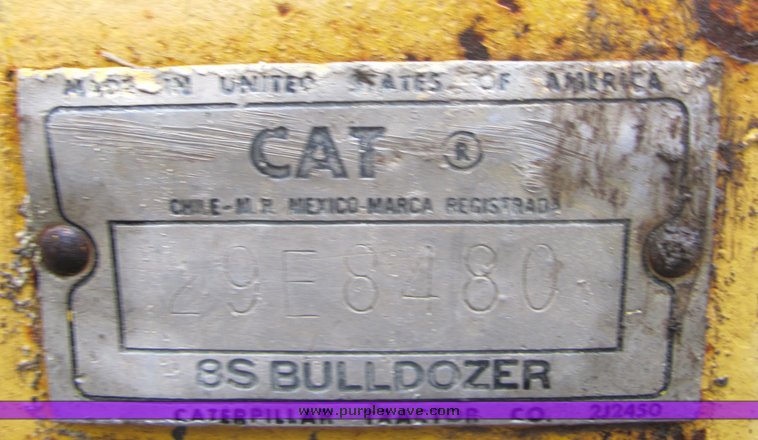 MADE IN UNITED STATES OF AMERICA
CAT ®
CHILE-M.R. MEXICO-MARCA REGISTRADA
29E8480
8S BULLDOZER
CATERPILLAR TRACTOR CO. 2J2450
www.purplewave.com